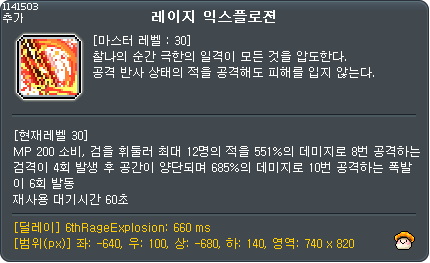 1141503
추가
레이지 익스플로젼
[마스터 레벨 : 30]
찰나의 순간 극한의 일격이 모든 것을 압도한다.
공격 반사 상태의 적을 공격해도 피해를 입지 않는다.
[현재레벨 30]
MP 200 소비, 검을 휘둘러 최대 12명의 적을 551%의 데미지로 8번 공격하는
검격이 4회 발생 후 공간이 양단되며 685%의 데미지로 10번 공격하는 폭발
이 6회 발동
재사용 대기시간 60초
[딜레이] 6thRageExplosion: 660 ms
[범위(px)] 좌: -640, 우: 100, 상: -680, 하: 140, 영역: 740 x 820